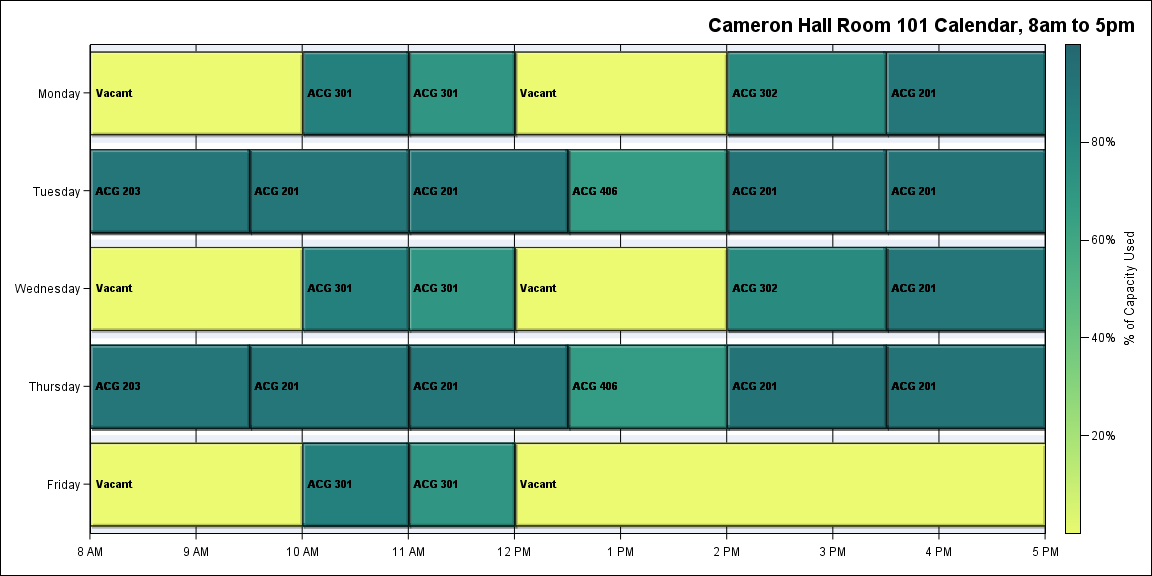 Cameron Hall Room 101 Calendar, 8am to 5pm
Monday
Vacant
ACG 301
ACG 301
Vacant
ACG 302
ACG 201
Tuesday
ACG 203
ACG 201
ACG 201
ACG 406
ACG 201
ACG 201
Wednesday
Vacant
ACG 301
ACG 301
Vacant
ACG 302
ACG 201
Thursday
ACG 203
ACG 201
ACG 201
ACG 406
ACG 201
ACG 201
Friday
Vacant
ACG 301
ACG 301
Vacant
8 AM
9 AM
10 AM
11 AM
12 PM
1 PM
2 PM
3 PM
4 PM
5 PM
80%
60%
40%
20%
% of Capacity Used